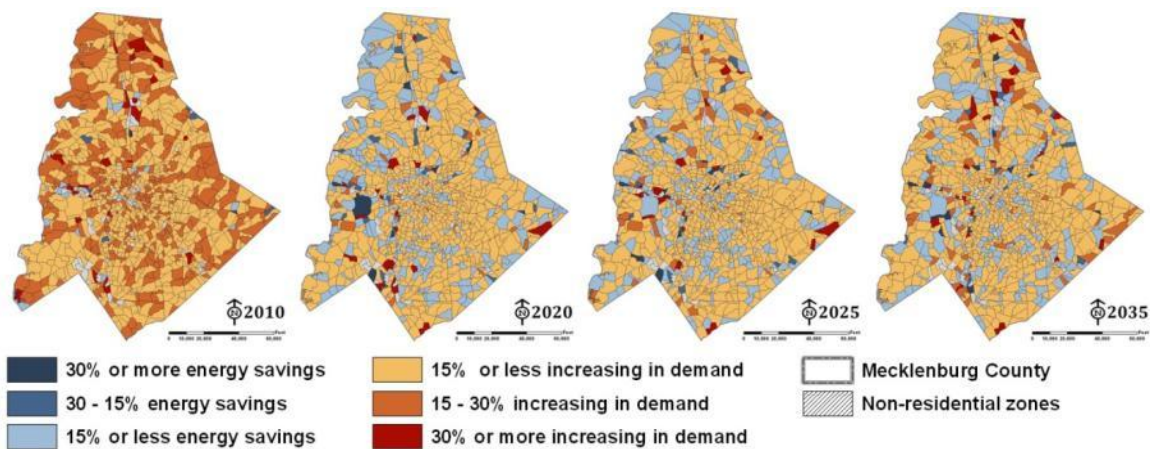 2010
2020
2025
2035
30% or more energy savings
30 - 15% energy savings
15% or less energy savings
15% or less increasing in demand
15 - 30% increasing in demand
30% or more increasing in demand
Mecklenburg County
Non-residential zones